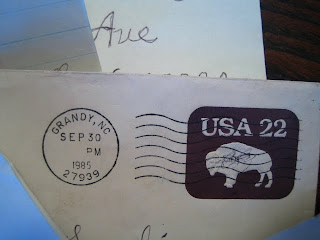 Ave
GRANDY, NC
SEP 30
PM
1985
27939
USA 22